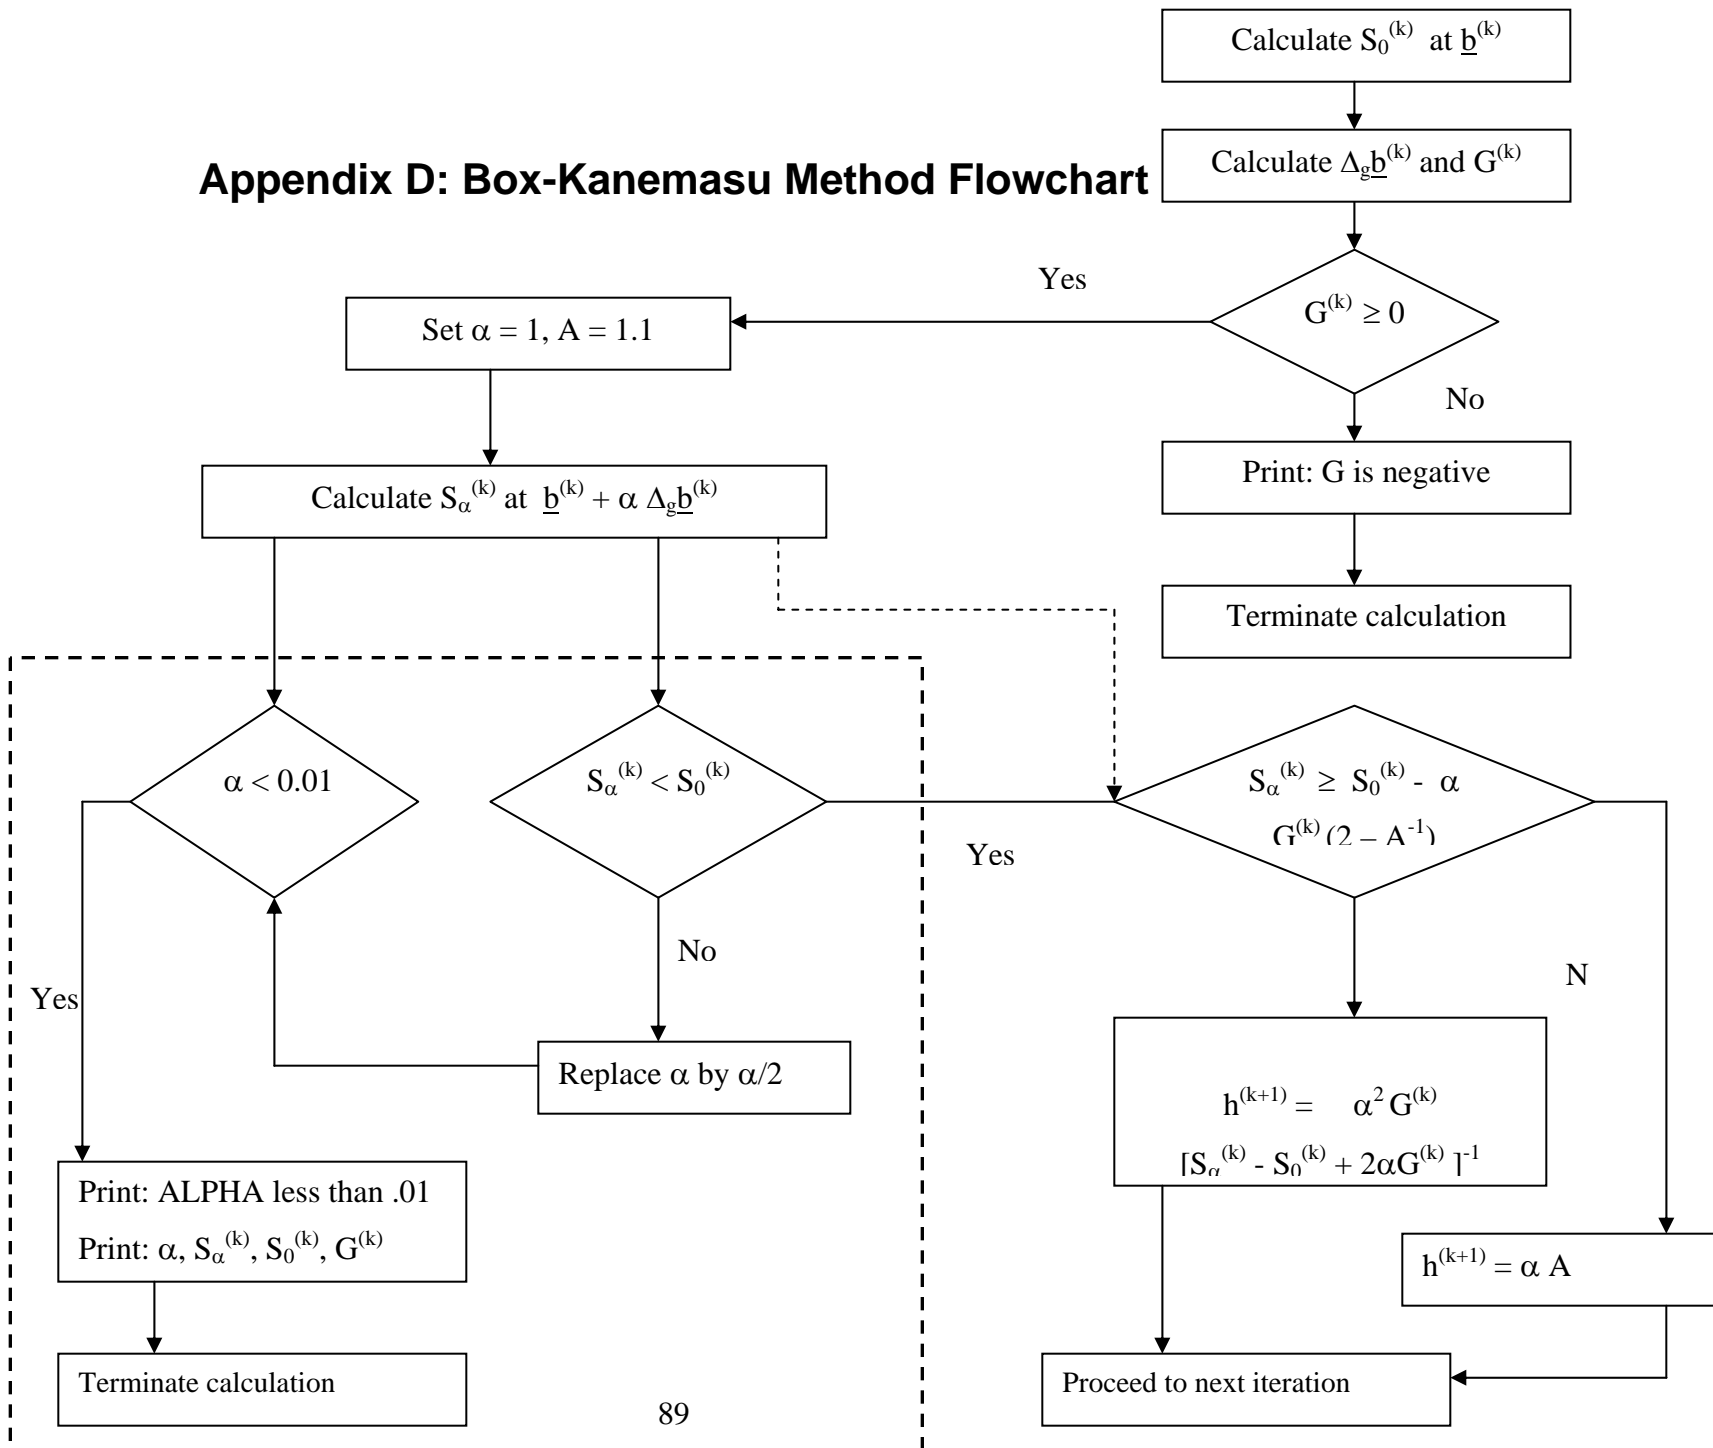 Calculate S₀⁽ᵏ⁾ at b⁽ᵏ⁾
Appendix D: Box-Kanemasu Method Flowchart
Calculate Δgb⁽ᵏ⁾ and G⁽ᵏ⁾
Yes
G⁽ᵏ⁾ ≥ 0
Set α = 1, A = 1.1
No
Print: G is negative
Calculate Sα⁽ᵏ⁾ at b⁽ᵏ⁾ + α Δgb⁽ᵏ⁾
Terminate calculation
α < 0.01
Sα⁽ᵏ⁾ < S₀⁽ᵏ⁾
Sα⁽ᵏ⁾ ≥ S₀⁽ᵏ⁾ - α
G⁽ᵏ⁾ (2 – A⁻¹)
Yes
No
N
Yes
Replace α by α/2
h⁽ᵏ⁺¹⁾ = α² G⁽ᵏ⁾
[Sα⁽ᵏ⁾ - S₀⁽ᵏ⁾ + 2αG⁽ᵏ⁾ ]⁻¹
Print: ALPHA less than .01
Print: α, Sα⁽ᵏ⁾, S₀⁽ᵏ⁾, G⁽ᵏ⁾
h⁽ᵏ⁺¹⁾ = α A
Terminate calculation
Proceed to next iteration
89